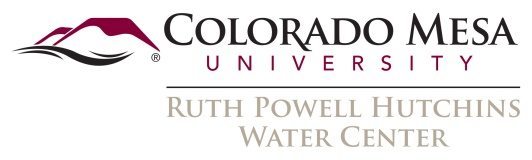 COLORADO MESA
UNIVERSITY
®
RUTH POWELL HUTCHINS
WATER CENTER